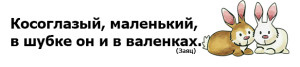 Косоглазый, маленький,
в шубке он и в валенках.
(Заяц)